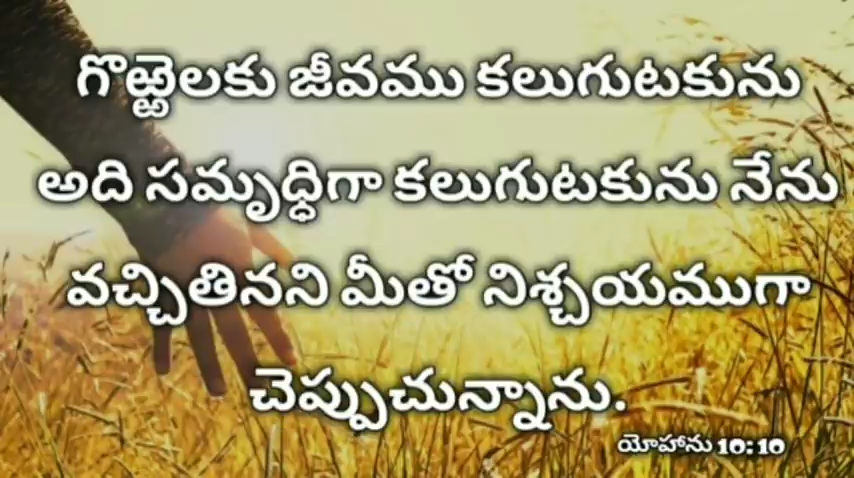 గొఱ్ఱెలకు జీవము కలుగుటకును
అది సమృధ్ధిగా కలుగుటకును నేను
వచ్చితినని మీతో నిశ్చయముగా
చెప్పుచున్నాను.
యోహాను 10:10